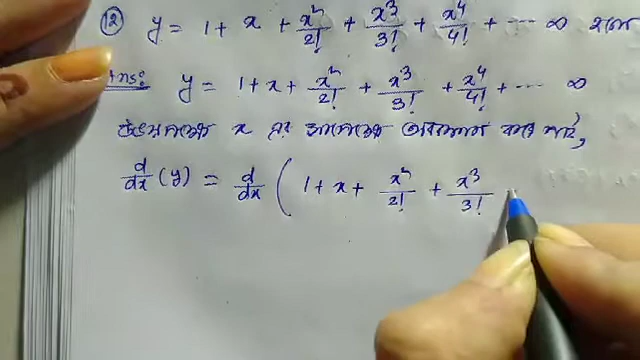 ⑫ y = 1 + x + x²/2! + x³/3! + x⁴/4! + ---- ∞ হলে
Ans: y = 1 + x + x²/2! + x³/3! + x⁴/4! + ---- ∞
উভয়পক্ষে x এর সাপেক্ষে অবকলন করে পাই,
d/dx (y) = d/dx ( 1 + x + x²/2! + x³/3!